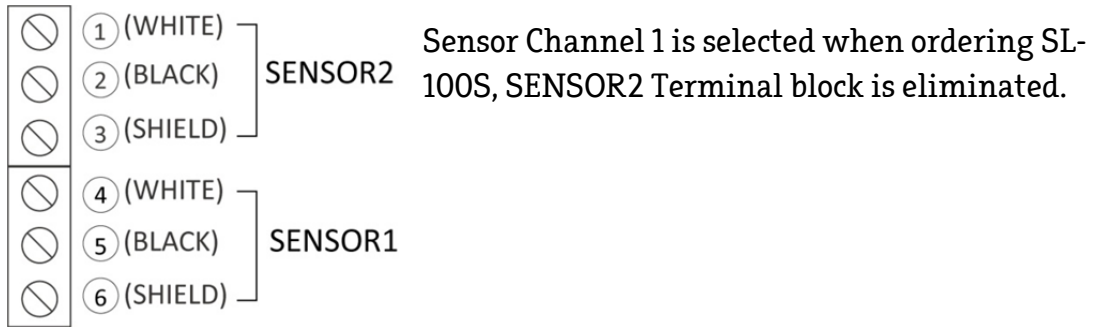 1 (WHITE)
2 (BLACK) SENSOR2
3 (SHIELD)
4 (WHITE)
5 (BLACK) SENSOR1
6 (SHIELD)
Sensor Channel 1 is selected when ordering SL-
100S, SENSOR2 Terminal block is eliminated.